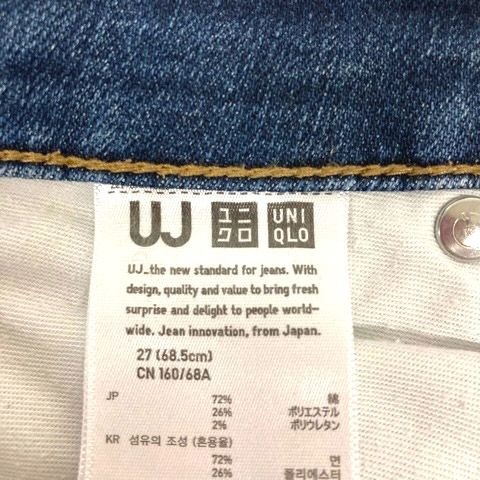 UJ ユニクロ UNIQLO
UJ_the new standard for jeans. With
design, quality and value to bring fresh
surprise and delight to people world-
wide. Jean innovation, from Japan.
27 (68.5cm)
CN 160/68A
JP 72% 綿
26% ポリエステル
2% ポリウレタン
KR 섬유의 조성 (혼용율)
72% 면
26% 폴리에스터